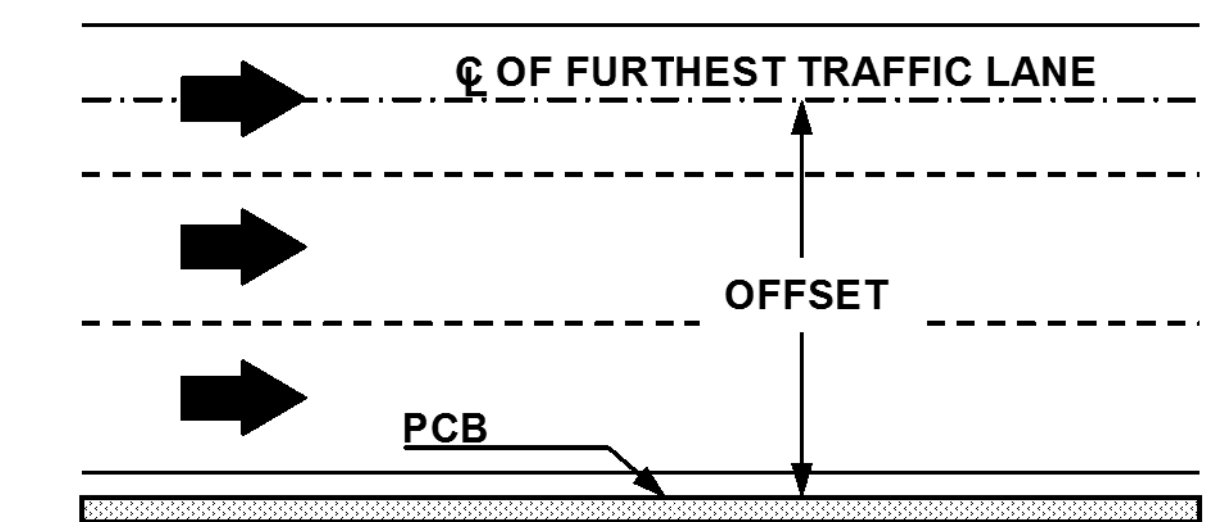 ℄ OF FURTHEST TRAFFIC LANE
OFFSET
PCB